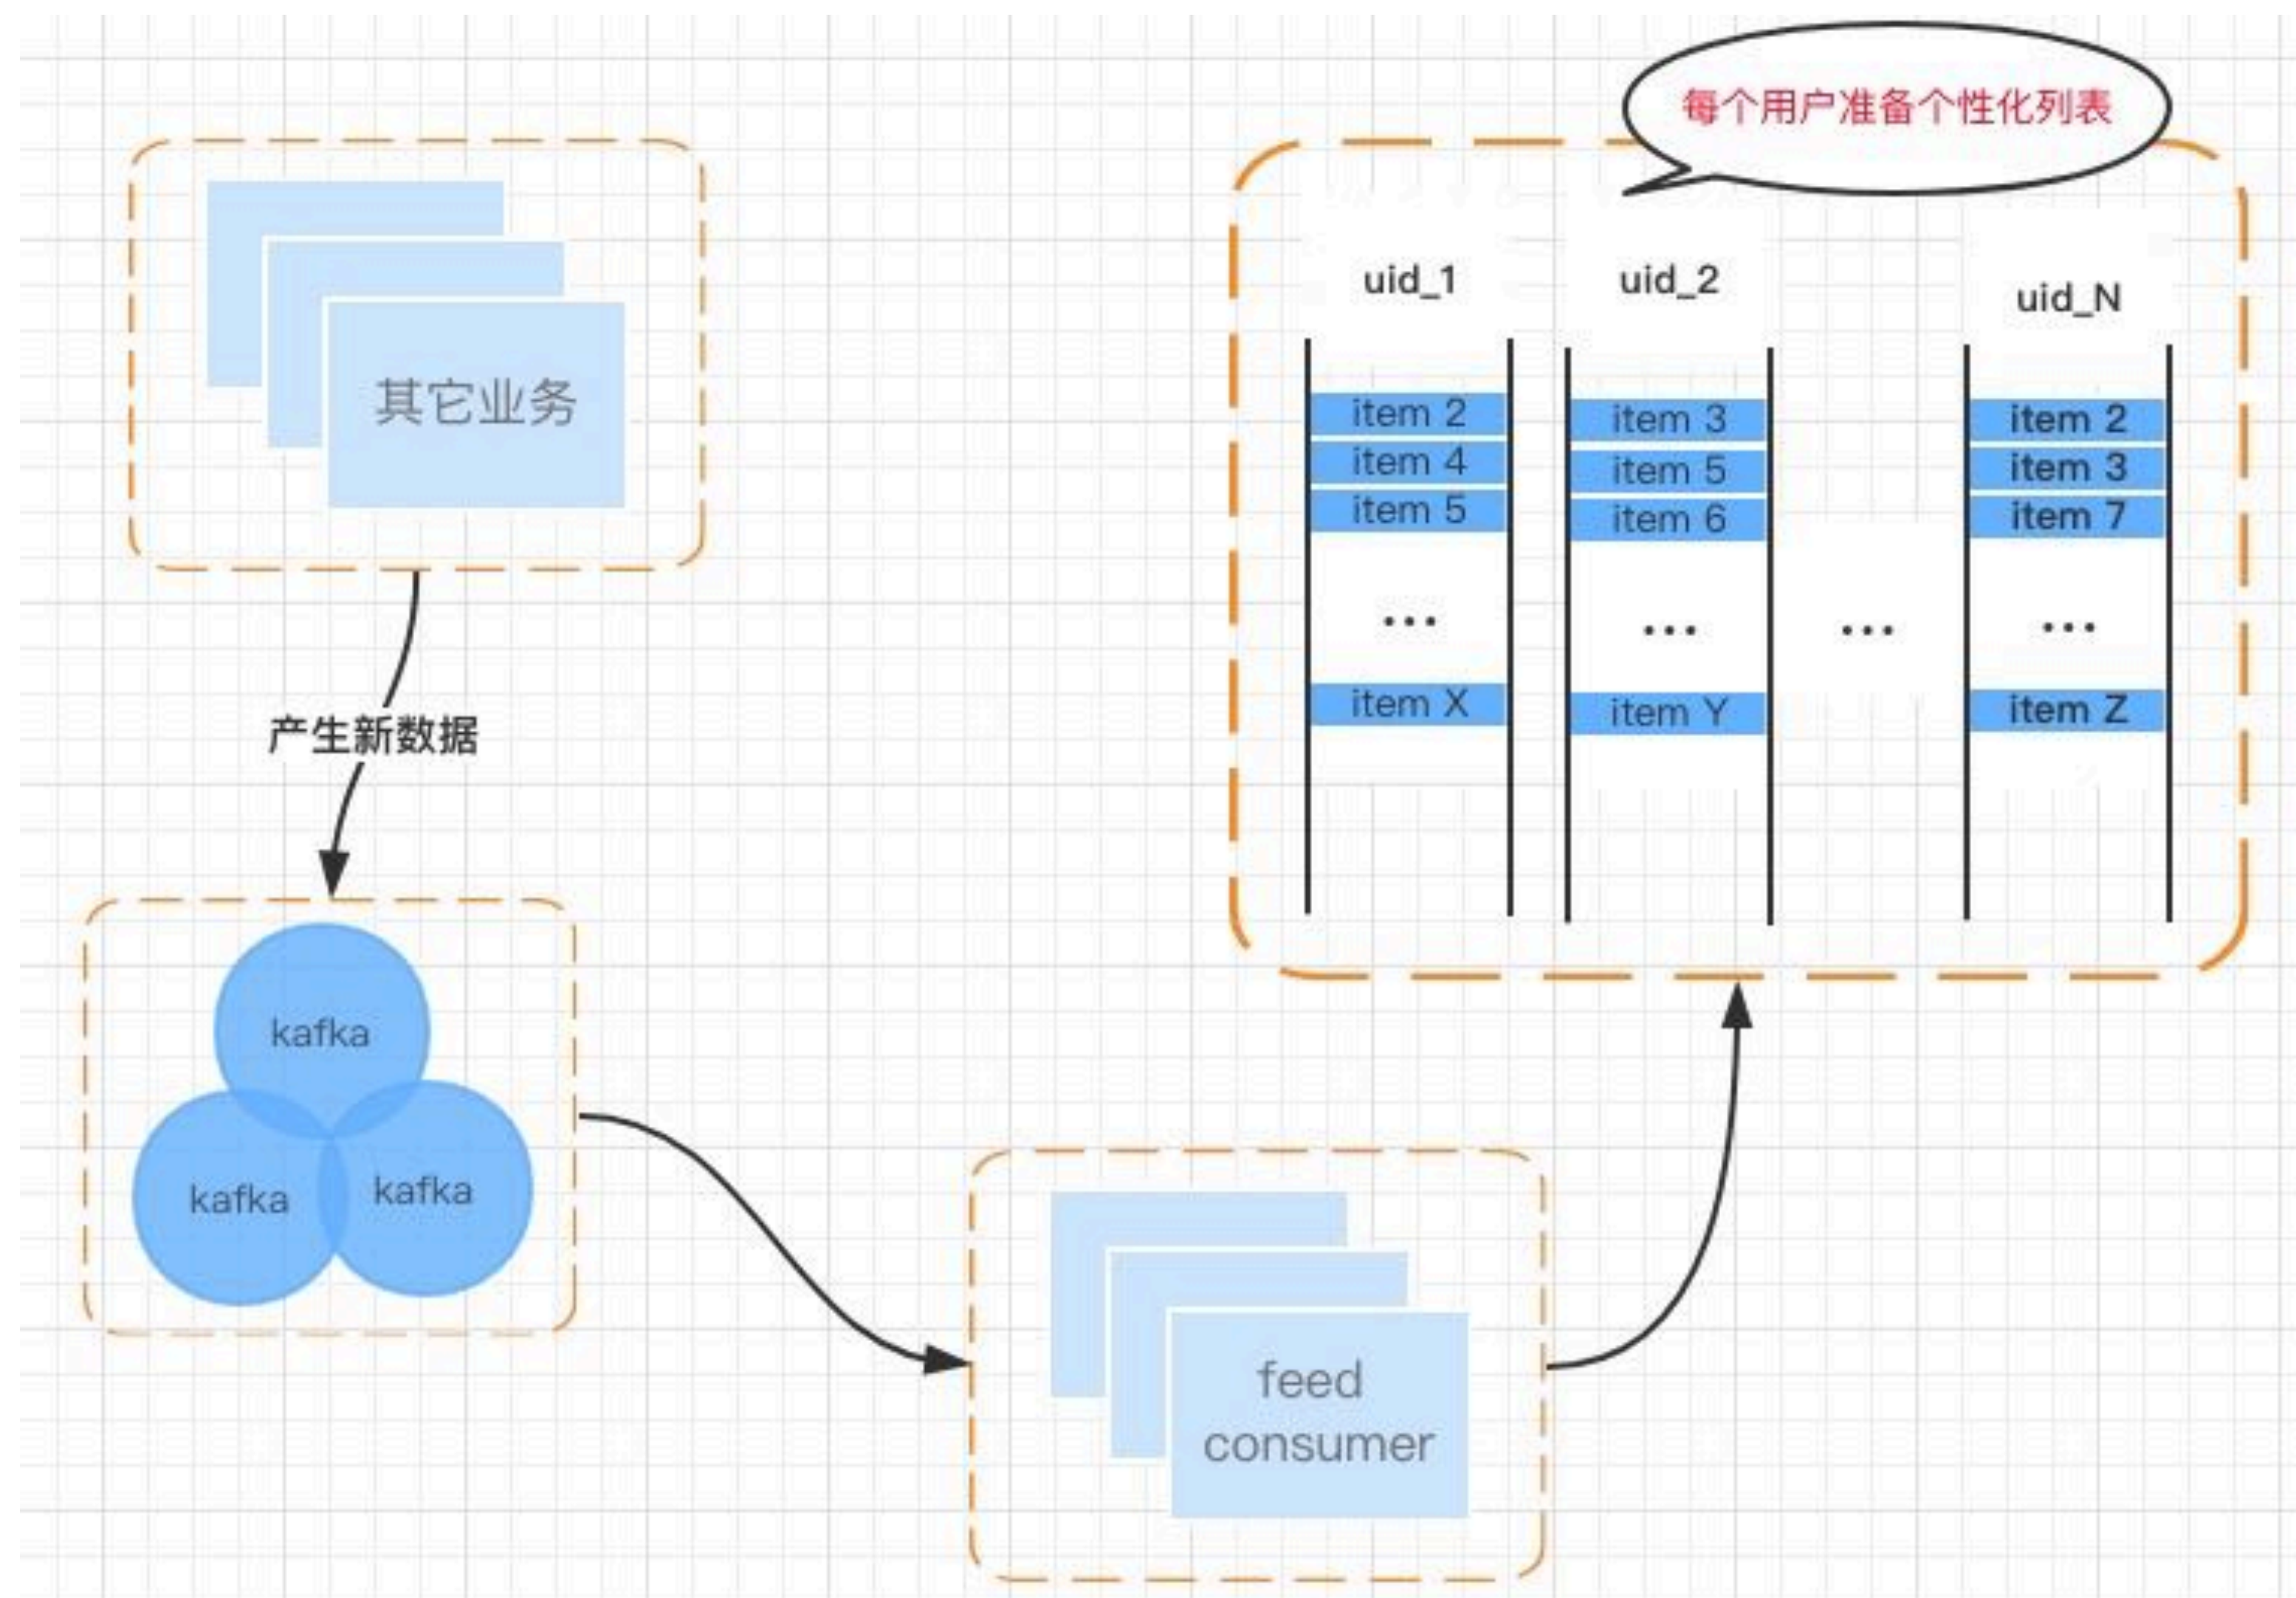 每个用户准备个性化列表
其它业务
产生新数据
kafka
kafka
kafka
feed
consumer
uid_1
item 2
item 4
item 5
...
item X
uid_2
item 3
item 5
item 6
...
item Y
...
uid_N
item 2
item 3
item 7
...
item Z